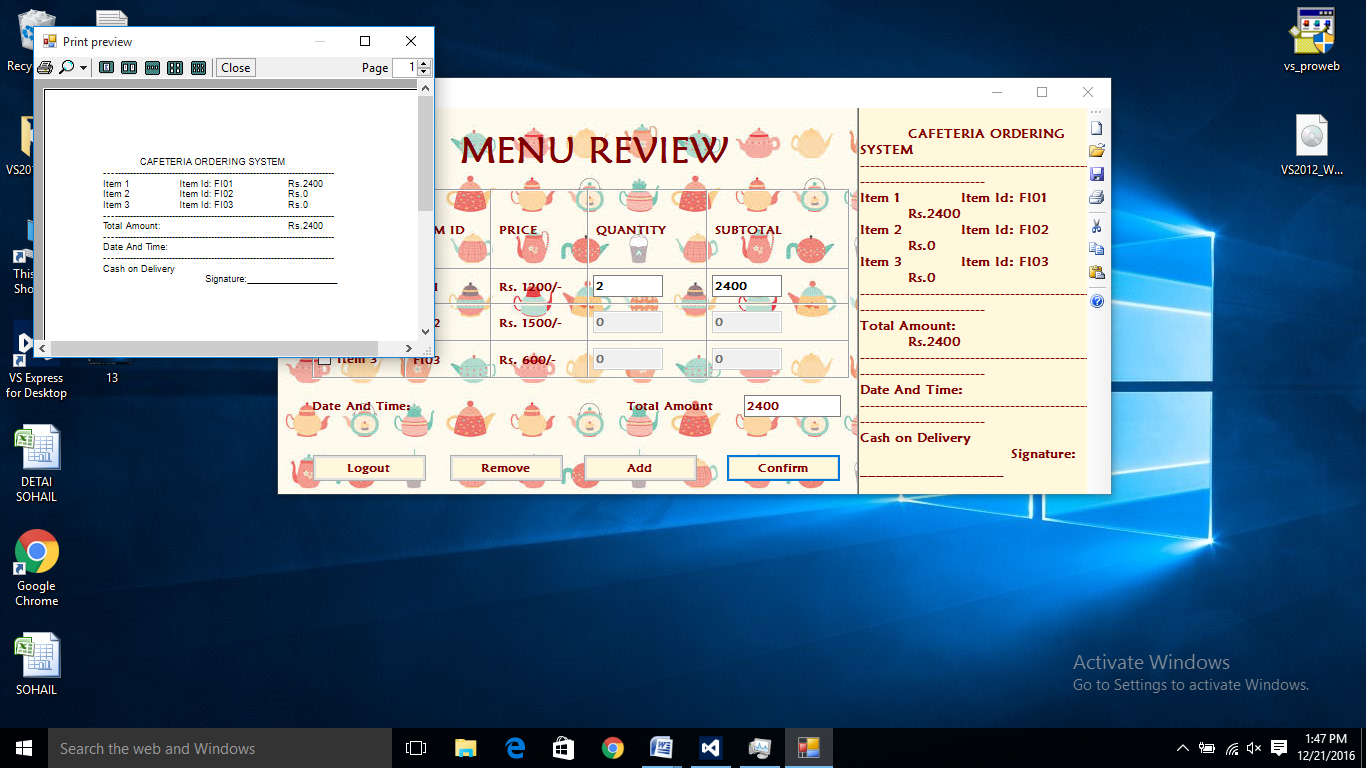 Print preview
Close
Page 1
CAFETERIA ORDERING SYSTEM
Item 1 Item Id: FI01 Rs.2400
Item 2 Item Id: FI02 Rs.0
Item 3 Item Id: FI03 Rs.0
Total Amount: Rs.2400
Date And Time:
Cash on Delivery
Signature:
MENU REVIEW
M ID PRICE QUANTITY SUBTOTAL
1 Rs. 1200/- 2 2400
2 Rs. 1500/- 0 0
Item 3 FI03 Rs. 600/- 0 0
Date And Time: Total Amount 2400
Logout Remove Add Confirm
CAFETERIA ORDERING
SYSTEM
Item 1 Item Id: FI01
Rs.2400
Item 2 Item Id: FI02
Rs.0
Item 3 Item Id: FI03
Rs.0
Total Amount:
Rs.2400
Date And Time:
Cash on Delivery
Signature:
Recy
VS201
This
Sho
VS Express
for Desktop
13
DETAI
SOHAIL
Google
Chrome
SOHAIL
vs_proweb
VS2012_W...
Activate Windows
Go to Settings to activate Windows.
Search the web and Windows
1:47 PM
12/21/2016